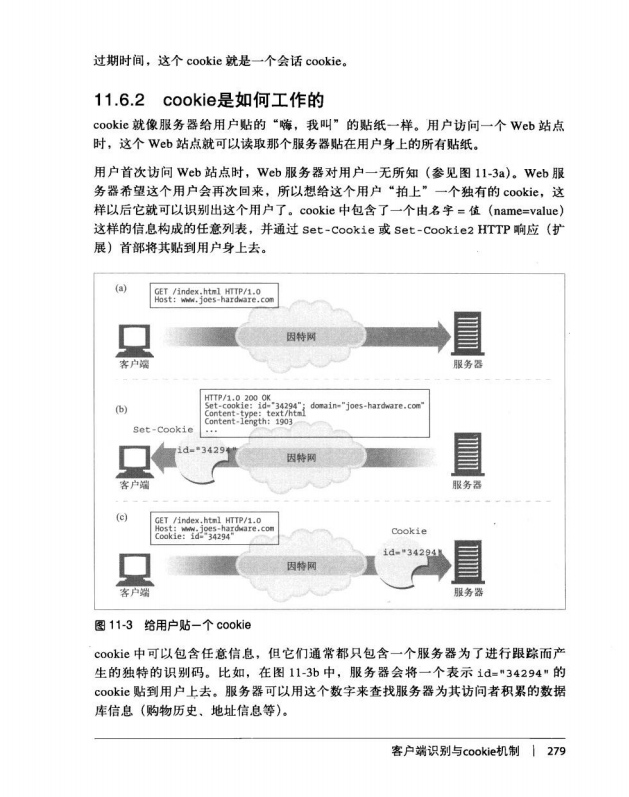 过期时间，这个 cookie 就是一个会话 cookie。
11.6.2 cookie是如何工作的
cookie 就像服务器给用户贴的“嗨，我叫”的贴纸一样。用户访问一个 Web 站点
时，这个 Web 站点就可以读取那个服务器贴在用户身上的所有贴纸。
用户首次访问 Web 站点时，Web 服务器对用户一无所知（参见图 11-3a）。Web 服
务器希望这个用户会再次回来，所以想给这个用户“拍上”一个独有的 cookie，这
样以后它就可以识别出这个用户了。cookie 中包含了一个由名字 = 值（name=value）
这样的信息构成的任意列表，并通过 Set-Cookie 或 Set-Cookie2 HTTP 响应（扩
展）首部将其贴到用户身上去。
(a)
GET /index.html HTTP/1.0
Host: www.joes-hardware.com
因特网
客户端
服务器
(b)
HTTP/1.0 200 OK
Set-cookie: id="34294"; domain="joes-hardware.com"
Content-type: text/html
Content-length: 1903
...
Set-Cookie
id="34294"
因特网
客户端
服务器
(c)
GET /index.html HTTP/1.0
Host: www.joes-hardware.com
Cookie: id="34294"
Cookie
id="34294"
因特网
客户端
服务器
图 11-3 给用户贴一个 cookie
cookie 中可以包含任意信息，但它们通常都只包含一个服务器为了进行跟踪而产
生的独特的识别码。比如，在图 11-3b 中，服务器会将一个表示 id="34294" 的
cookie 贴到用户上去。服务器可以用这个数字来查找服务器为其访问者积累的数据
库信息（购物历史、地址信息等）。
客户端识别与cookie机制 | 279